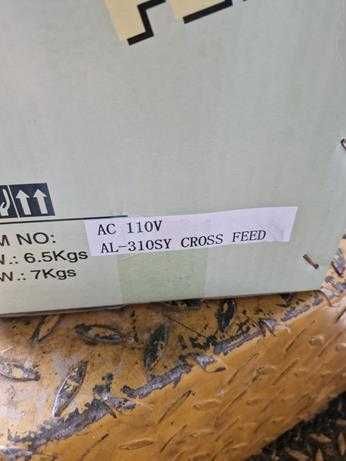 AC 110V
AL-310SY CROSS FEED
M NO:
W.: 6.5Kgs
W.: 7Kgs